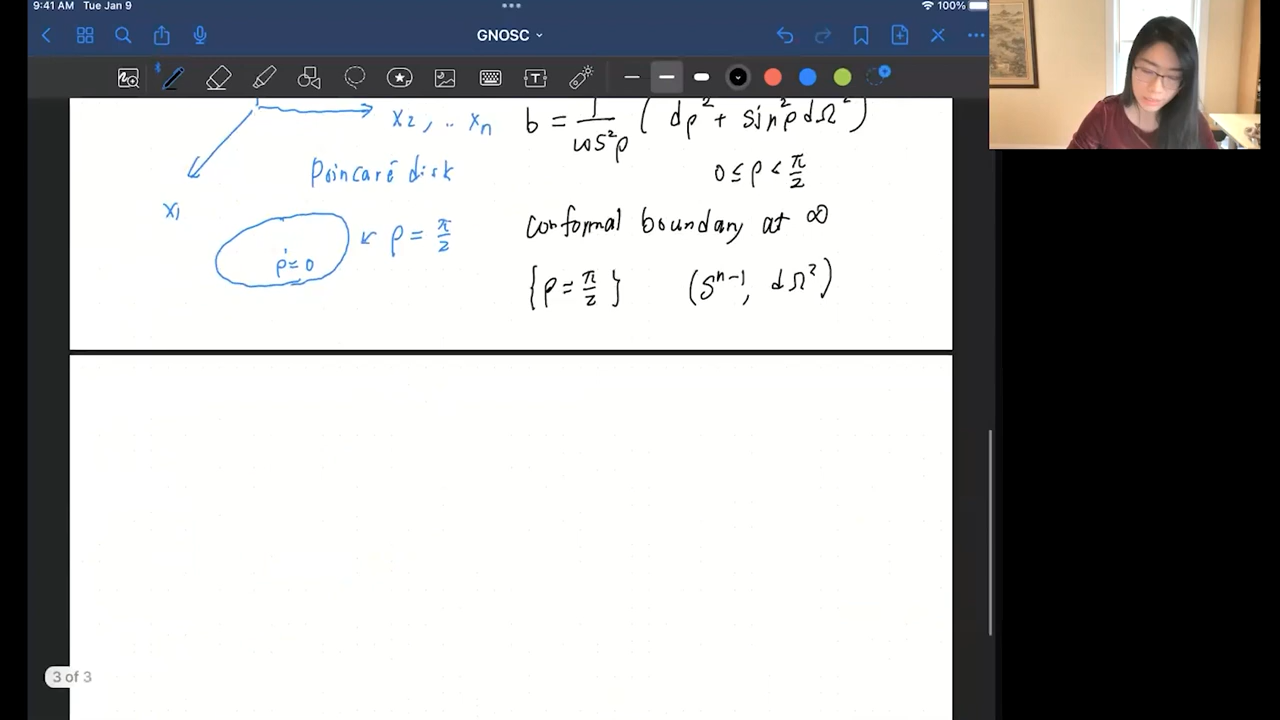 9:41 AM Tue Jan 9
100%
GNOSC
x2, .. xn
b = 1/cos²ρ ( dρ² + sin²ρ dΩ² )
0 ≤ ρ < π/2
Poincaré disk
x1
ρ = 0
ρ = π/2
conformal boundary at ∞
{ρ = π/2} (S^{n-1}, dΩ²)
3 of 3